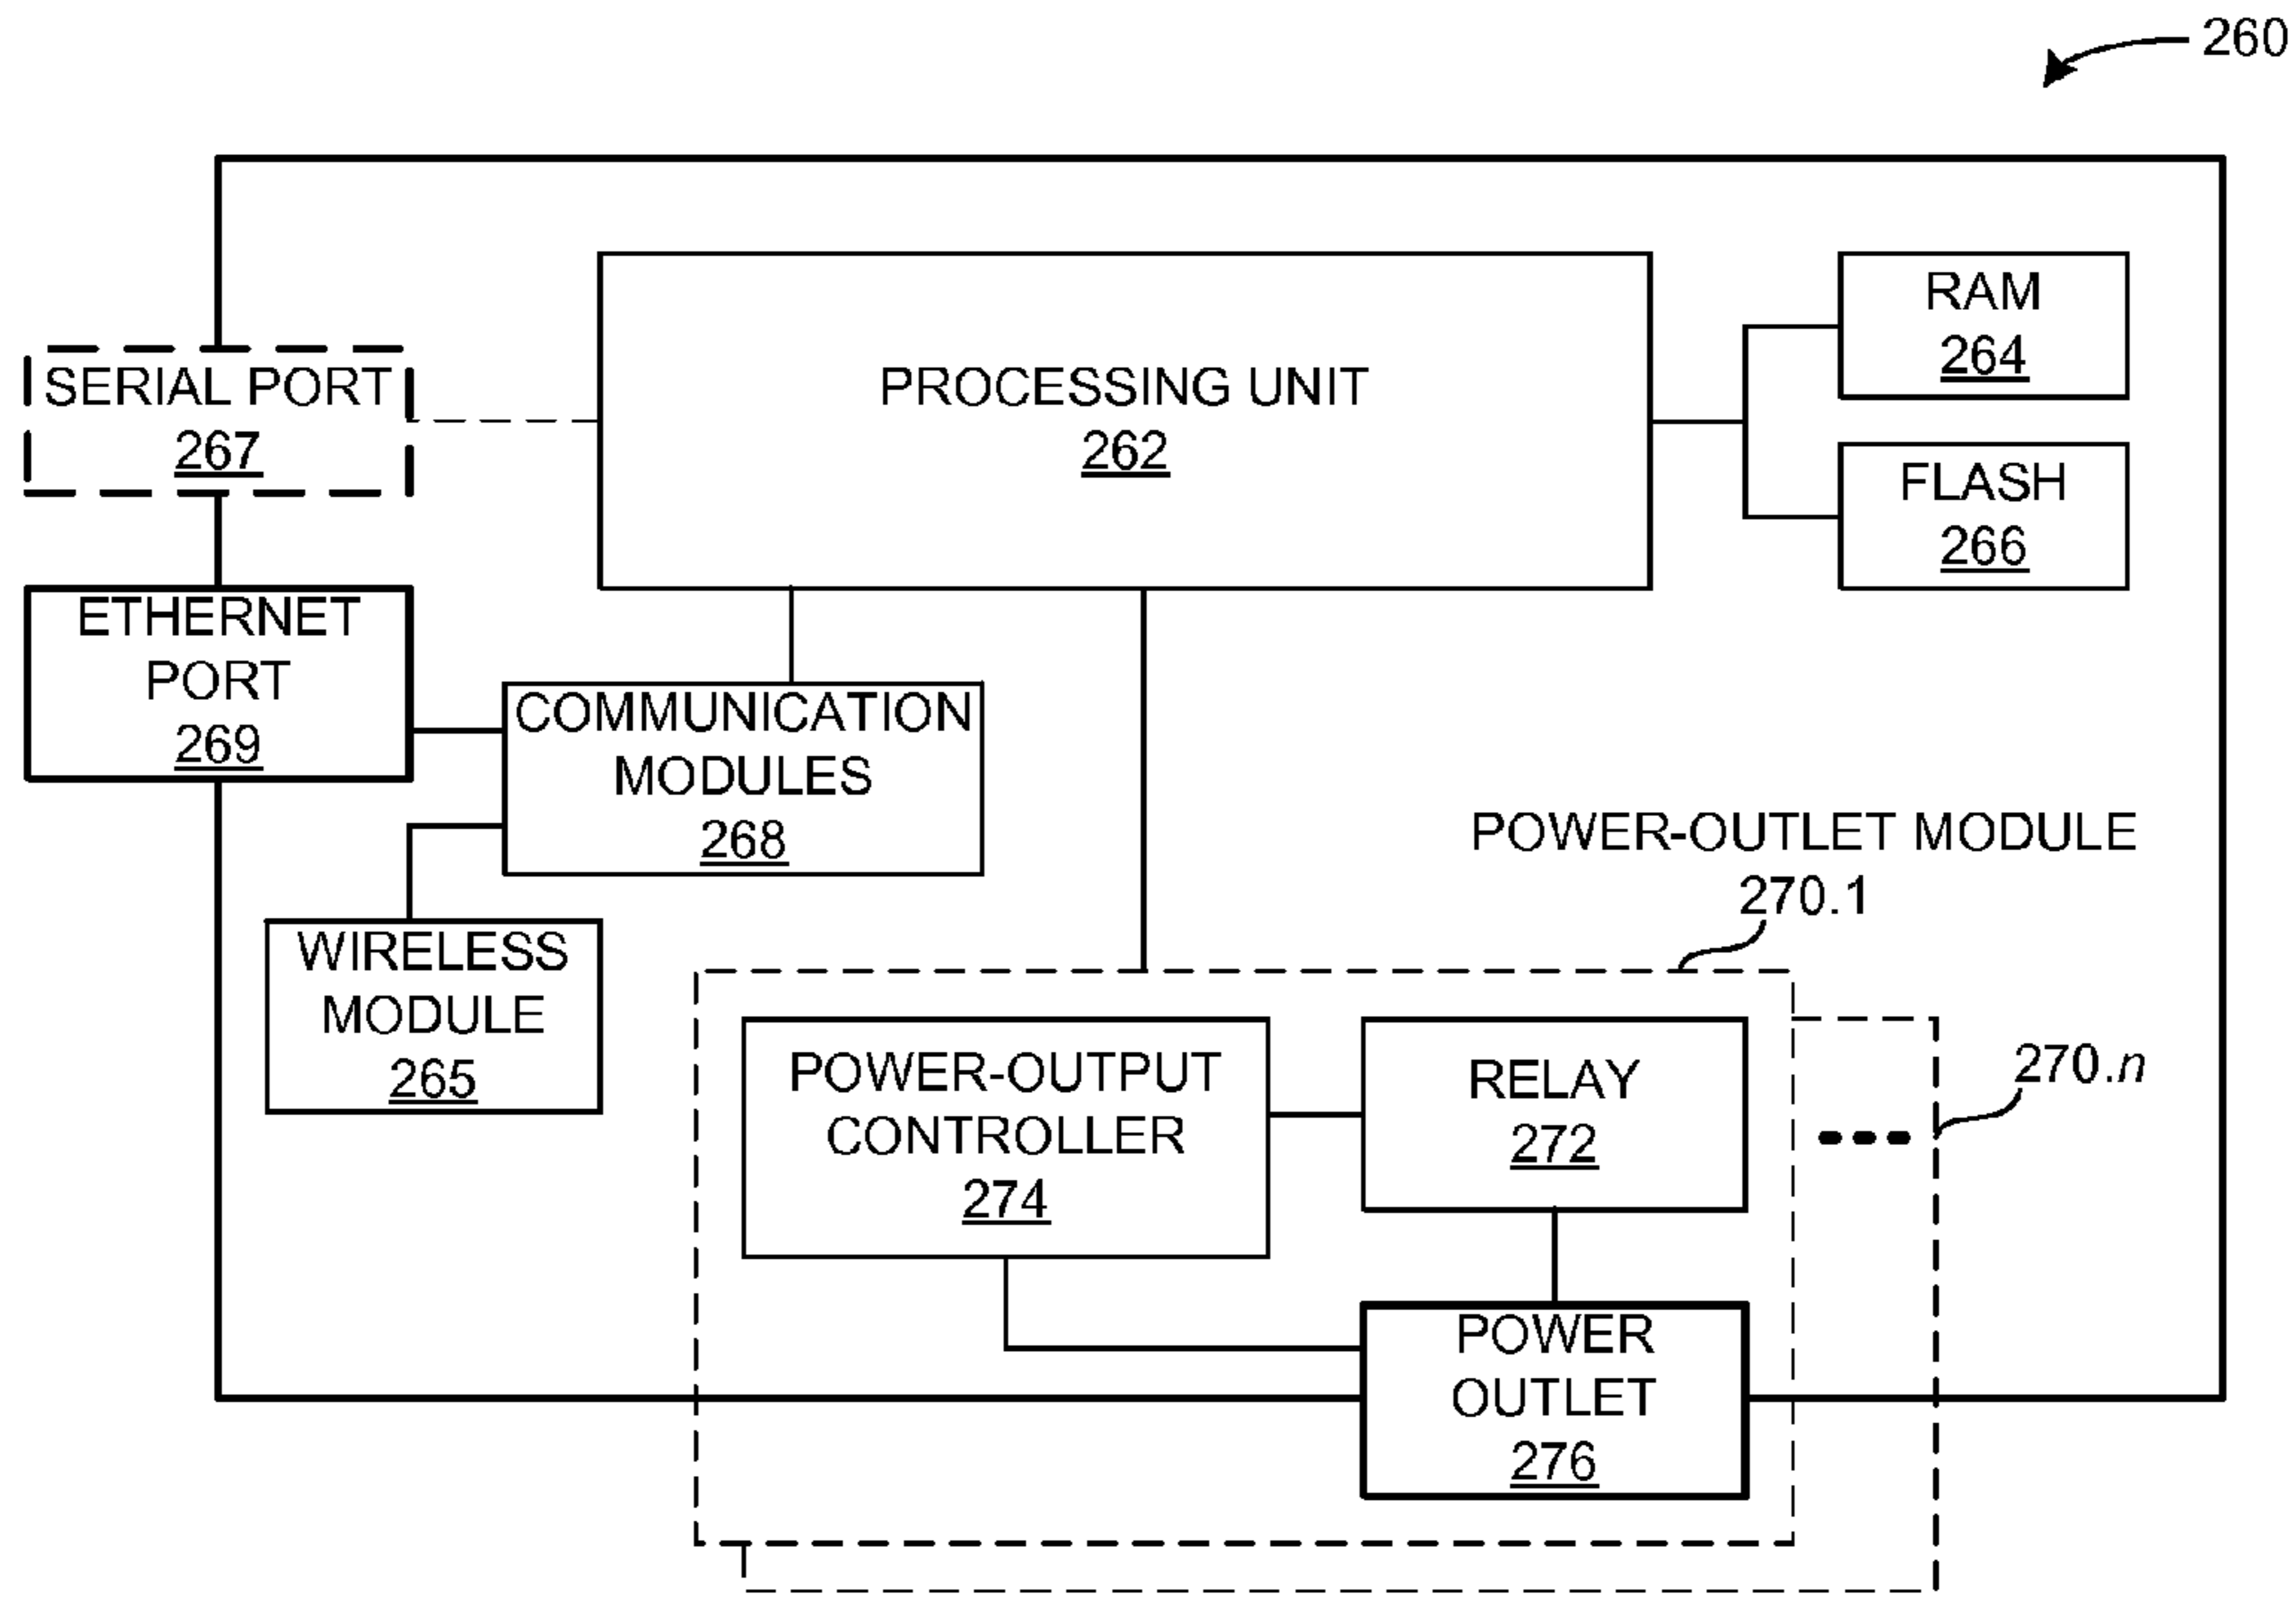 260
SERIAL PORT
267
PROCESSING UNIT
262
RAM
264
FLASH
266
ETHERNET
PORT
269
COMMUNICATION
MODULES
268
WIRELESS
MODULE
265
POWER-OUTLET MODULE
270.1
POWER-OUTPUT
CONTROLLER
274
RELAY
272
270.n
POWER
OUTLET
276